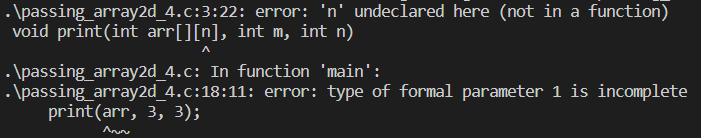 .\passing_array2d_4.c:3:22: error: 'n' undeclared here (not in a function)
 void print(int arr[][n], int m, int n)
                      ^
.\passing_array2d_4.c: In function 'main':
.\passing_array2d_4.c:18:11: error: type of formal parameter 1 is incomplete
     print(arr, 3, 3);
           ^~~